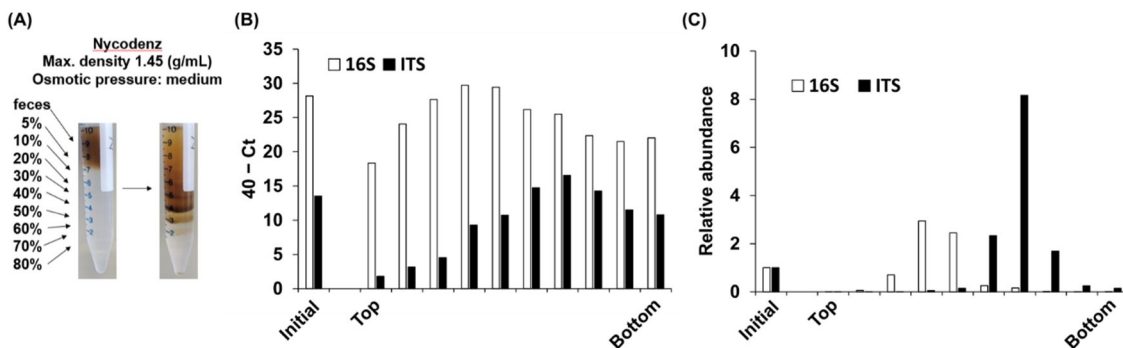 (A)
Nycodenz
Max. density 1.45 (g/mL)
Osmotic pressure: medium
feces
5%
10%
20%
30%
40%
50%
60%
70%
80%
(B)
40 – Ct
35
30
25
20
15
10
5
0
16S ITS
Initial
Top
Bottom
(C)
Relative abundance
10
8
6
4
2
0
16S ITS
Initial
Top
Bottom